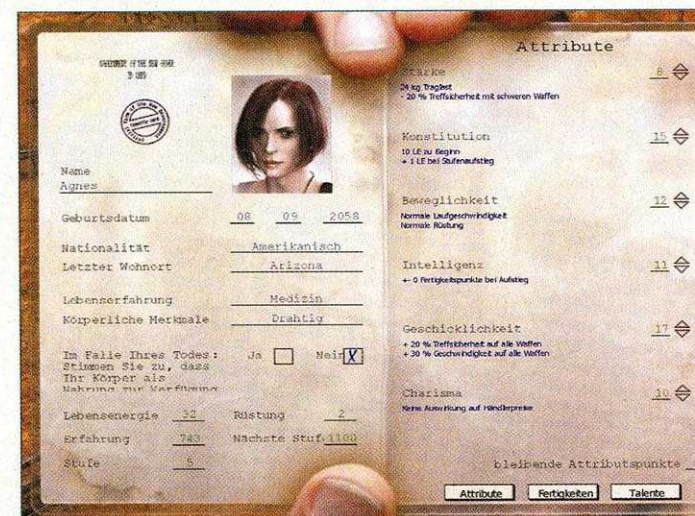 Name
Agnes
Geburtsdatum 08 09 2058
Nationalität Amerikanisch
Letzter Wohnort Arizona
Lebenserfahrung Medizin
Körperliche Merkmale Drahtig
Im Falle Ihres Todes: Ja Nein X
Stimmen Sie zu, dass
Ihr Körper als
Nahrung zur Verfügung
Lebensenergie 32 Rüstung 2
Erfahrung 743 Nächste Stuf 1100
Stufe 5
Attribute
Stärke 8
24 kg Traglast
- 20 % Treffsicherheit mit schweren Waffen
Konstitution 15
10 LE zu Beginn
+ 1 LE bei Stufenaufstieg
Beweglichkeit 12
Normale Laufgeschwindigkeit
Normale Rüstung
Intelligenz 11
+- 0 Fertigkeitspunkte bei Aufstieg
Geschicklichkeit 17
+ 20 % Treffsicherheit auf alle Waffen
+ 30 % Geschwindigkeit auf alle Waffen
Charisma 10
Keine Auswirkung auf Händlerpreise
bleibende Attributspunkte
Attribute Fertigkeiten Talente